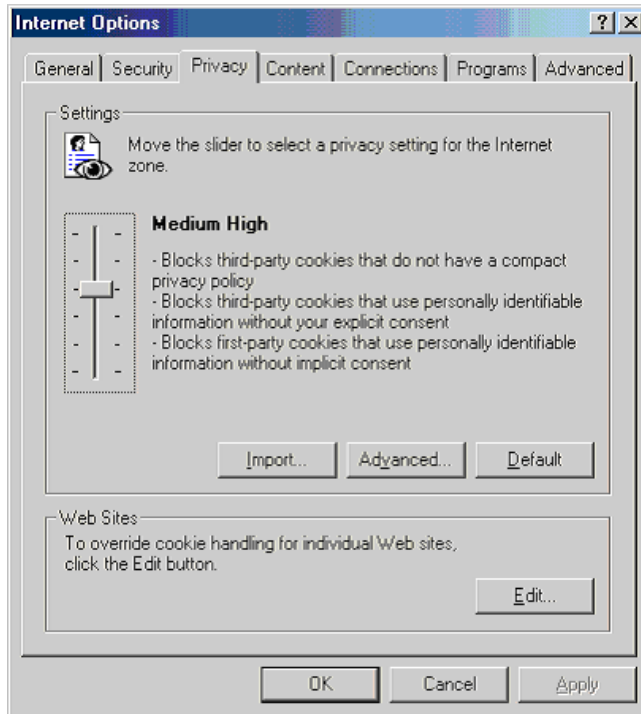 Internet Options
General Security Privacy Content Connections Programs Advanced
Settings
Move the slider to select a privacy setting for the Internet
zone.
Medium High
- Blocks third-party cookies that do not have a compact
privacy policy
- Blocks third-party cookies that use personally identifiable
information without your explicit consent
- Blocks first-party cookies that use personally identifiable
information without implicit consent
Import... Advanced... Default
Web Sites
To override cookie handling for individual Web sites,
click the Edit button.
Edit...
OK Cancel Apply